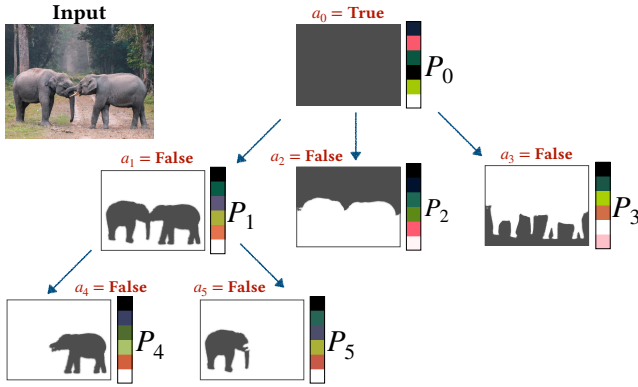 Input
a0 = True
P0
a1 = False
a2 = False
a3 = False
P1
P2
P3
a4 = False
a5 = False
P4
P5